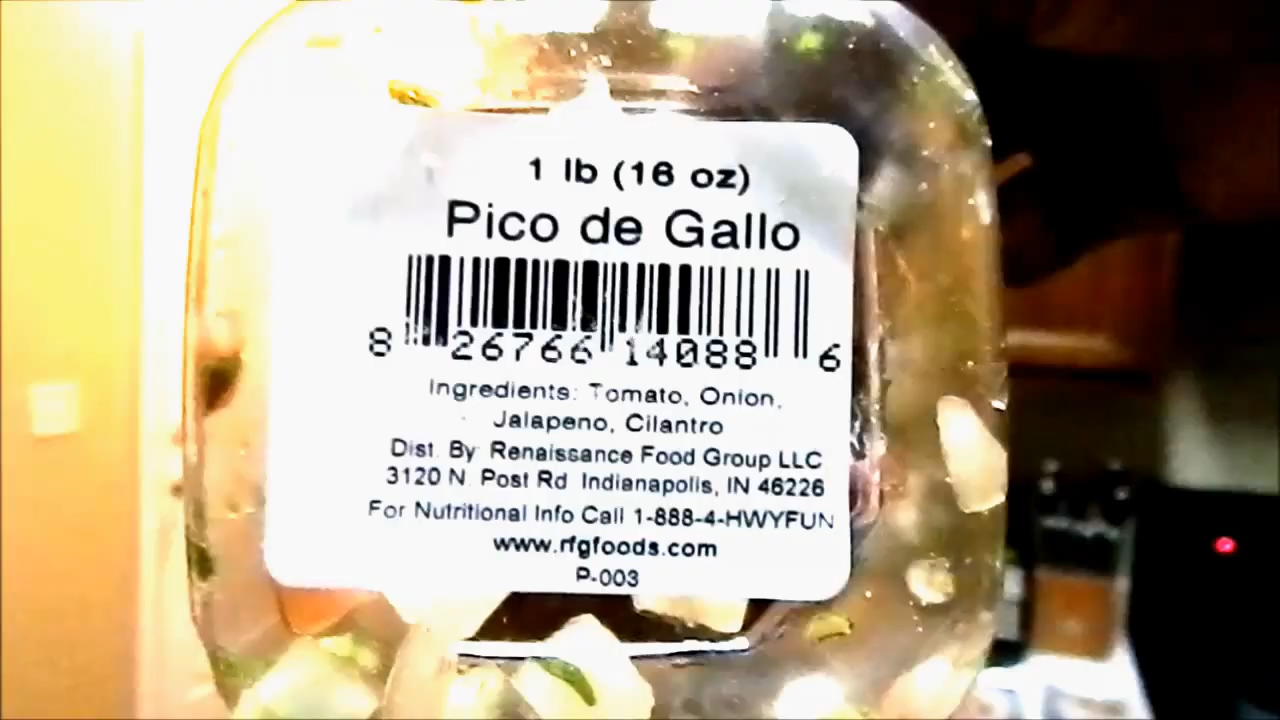 1 lb (16 oz)
Pico de Gallo
8 26766 14088 6
Ingredients: Tomato, Onion,
Jalapeno, Cilantro
Dist. By: Renaissance Food Group LLC
3120 N. Post Rd Indianapolis, IN 46226
For Nutritional Info Call 1-888-4-HWYFUN
www.rfgfoods.com
P-003